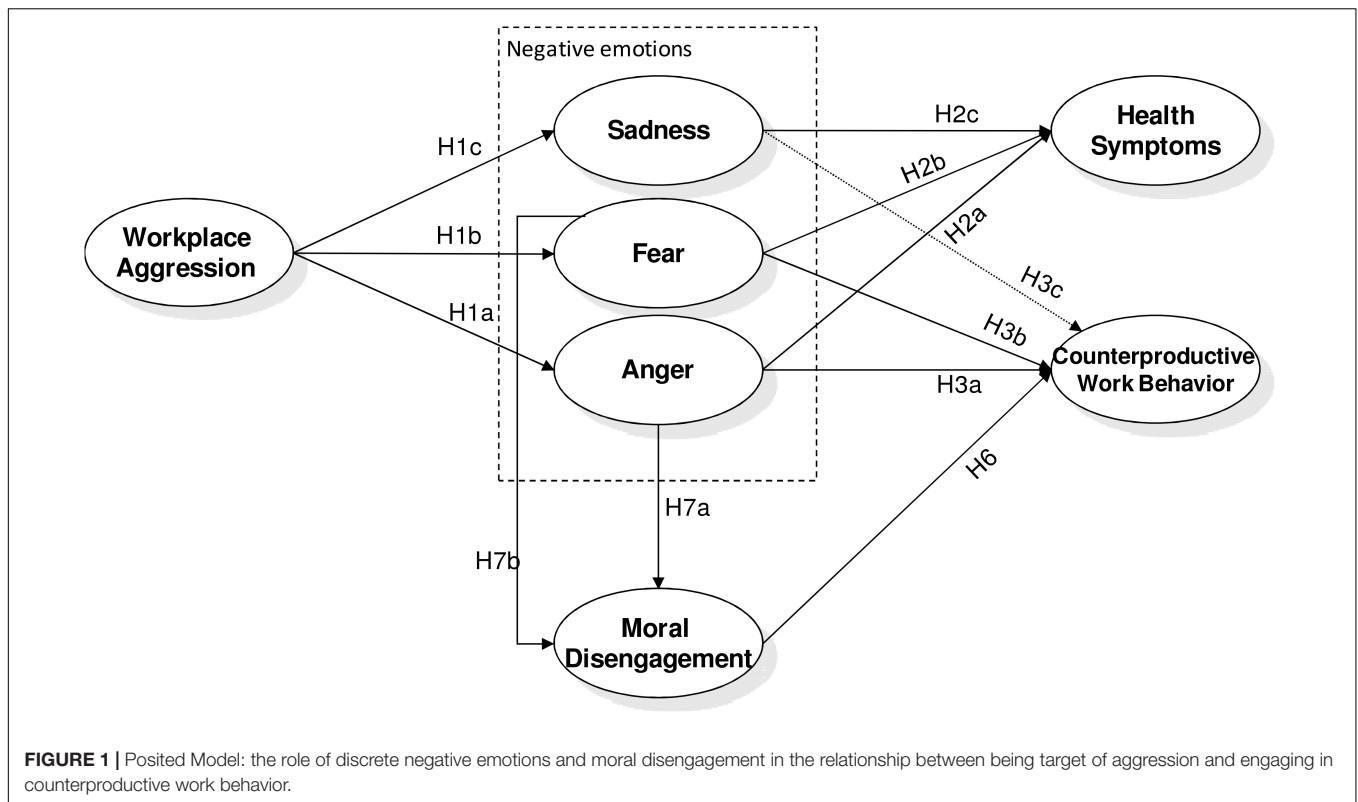 Negative emotions
Sadness
H2c
Health
Symptoms
H1c
H2b
H2a
Workplace
Aggression
H1b
Fear
H3c
H1a
H3b
Anger
Counterproductive
Work Behavior
H3a
H6
H7a
H7b
Moral
Disengagement
FIGURE 1 | Posited Model: the role of discrete negative emotions and moral disengagement in the relationship between being target of aggression and engaging in
counterproductive work behavior.